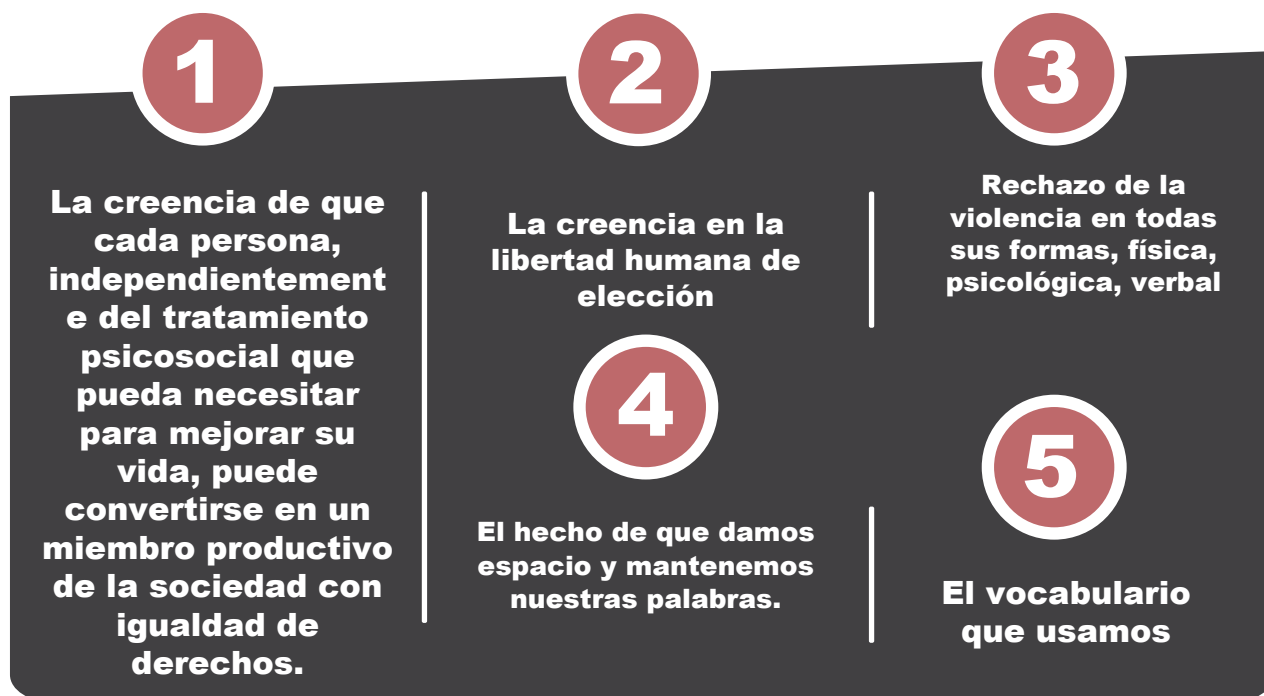 1
La creencia de que
cada persona,
independientement
e del tratamiento
psicosocial que
pueda necesitar
para mejorar su
vida, puede
convertirse en un
miembro productivo
de la sociedad con
igualdad de
derechos.
2
La creencia en la
libertad humana de
elección
3
Rechazo de la
violencia en todas
sus formas, física,
psicológica, verbal
4
El hecho de que damos
espacio y mantenemos
nuestras palabras.
5
El vocabulario
que usamos